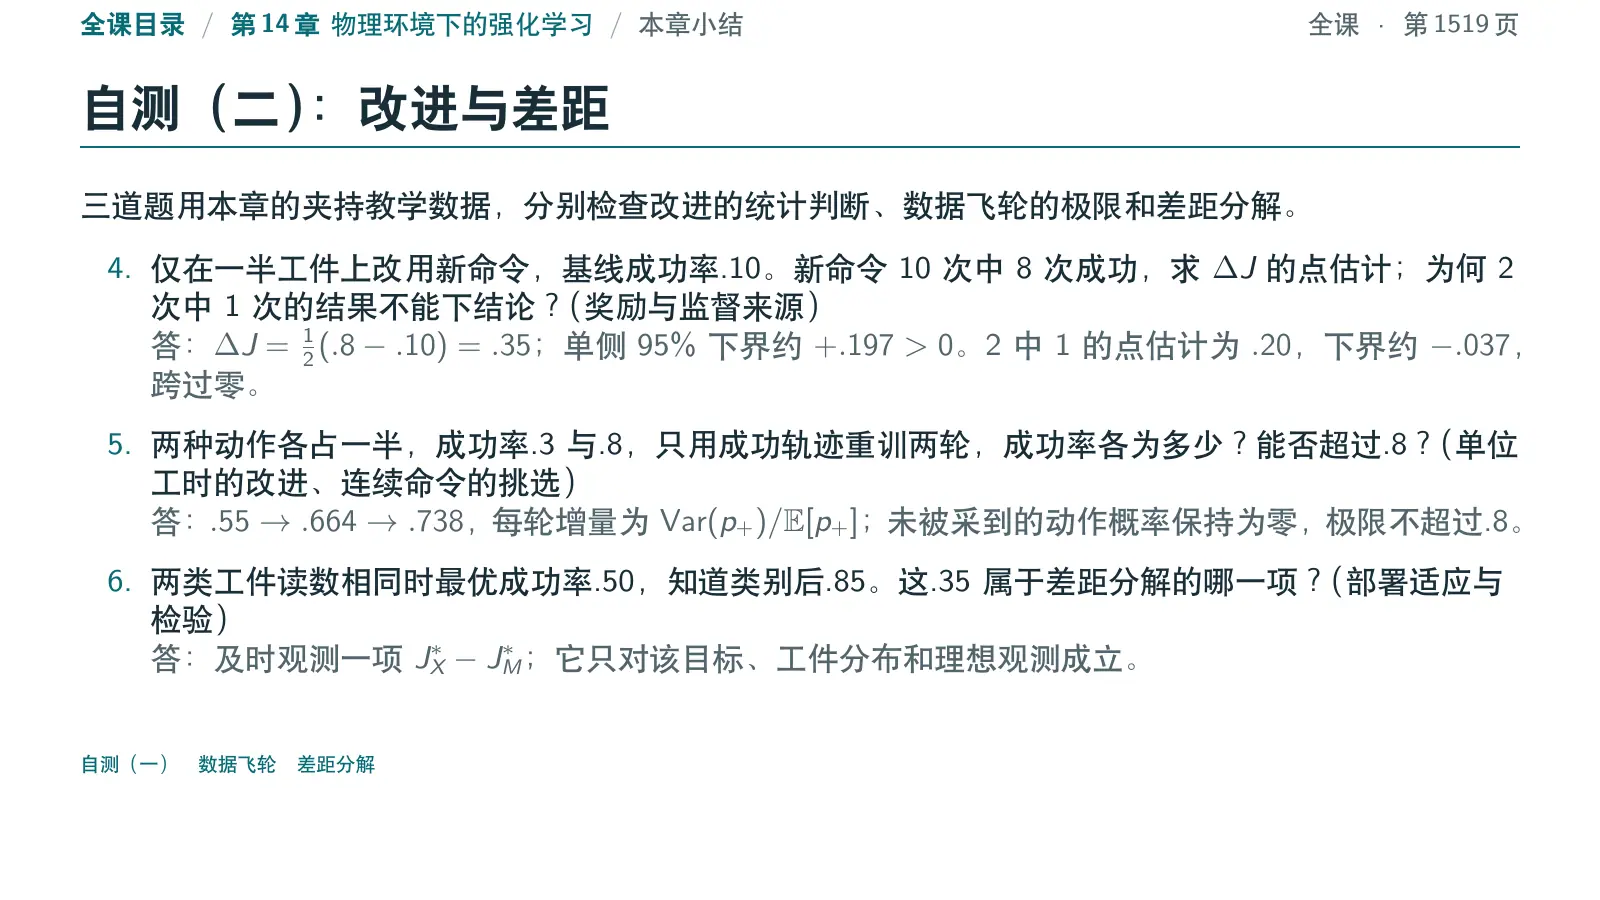 全课目录 / 第 14 章 物理环境下的强化学习 / 本章小结
全课 · 第 1519 页
自测（二）：改进与差距
三道题用本章的夹持教学数据，分别检查改进的统计判断、数据飞轮的极限和差距分解。
4. 仅在一半工件上改用新命令，基线成功率.10。新命令 10 次中 8 次成功，求 ΔJ 的点估计；为何 2
次中 1 次的结果不能下结论？（奖励与监督来源）
答：ΔJ = 1/2(.8 − .10) = .35；单侧 95% 下界约 +.197 > 0。2 中 1 的点估计为 .20，下界约 −.037，
跨过零。
5. 两种动作各占一半，成功率.3 与.8，只用成功轨迹重训两轮，成功率各为多少？能否超过.8？（单位
工时的改进、连续命令的挑选）
答：.55 → .664 → .738，每轮增量为 Var(p₊)/𝔼[p₊]；未被采到的动作概率保持为零，极限不超过.8。
6. 两类工件读数相同时最优成功率.50，知道类别后.85。这.35 属于差距分解的哪一项？（部署适应与
检验）
答：及时观测一项 J*_X − J*_M；它只对该目标、工件分布和理想观测成立。
自测（一） 数据飞轮 差距分解